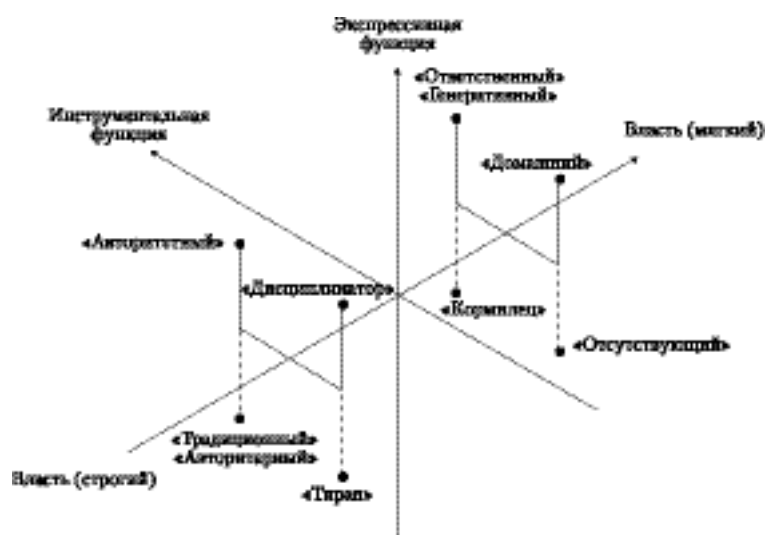 Экспрессивная
функция
«Ответственный»
«Генеративный»
Инструментальная
функция
Власть (мягкий)
«Домашний»
«Авторитетный»
«Дисциплинатор»
«Кормилец»
«Отсутствующий»
«Традиционный»
«Авторитарный»
Власть (строгий)
«Тиран»